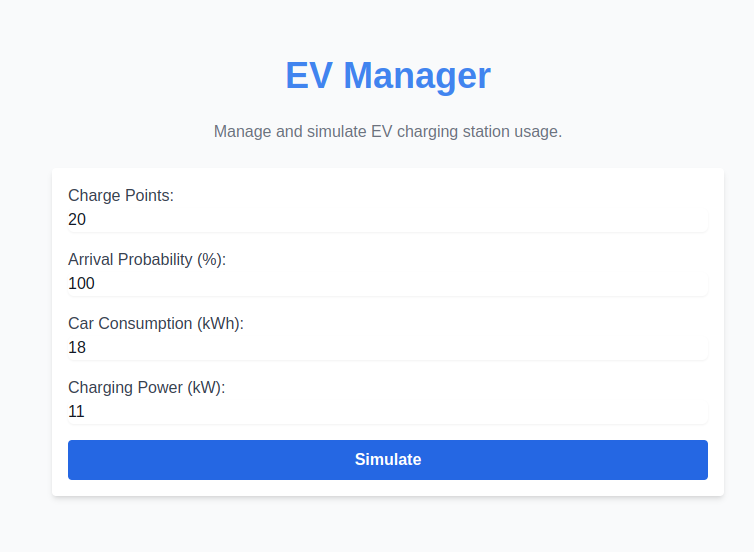 EV Manager
Manage and simulate EV charging station usage.
Charge Points:
20
Arrival Probability (%):
100
Car Consumption (kWh):
18
Charging Power (kW):
11
Simulate